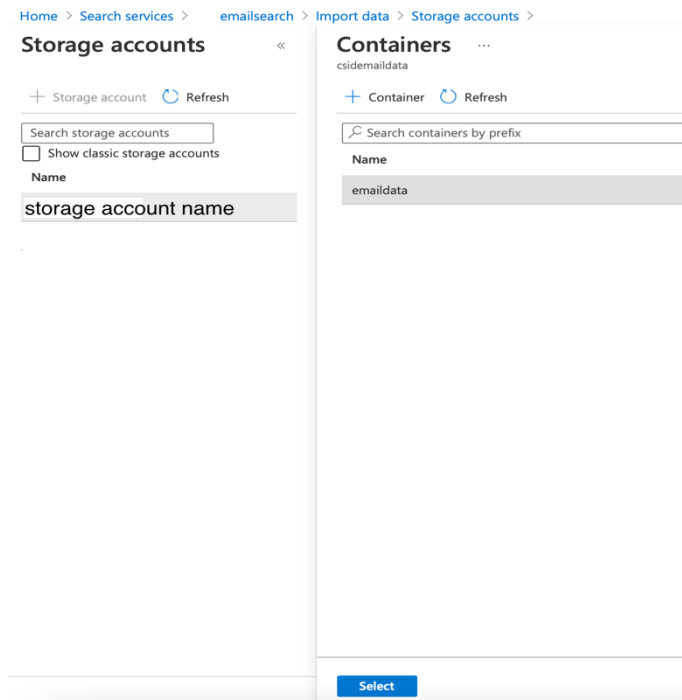 Home > Search services > emailsearch > Import data > Storage accounts >
Storage accounts «
+ Storage account Refresh
Search storage accounts
Show classic storage accounts
Name
storage account name
Containers ...
csidemaildata
+ Container Refresh
Search containers by prefix
Name
emaildata
Select